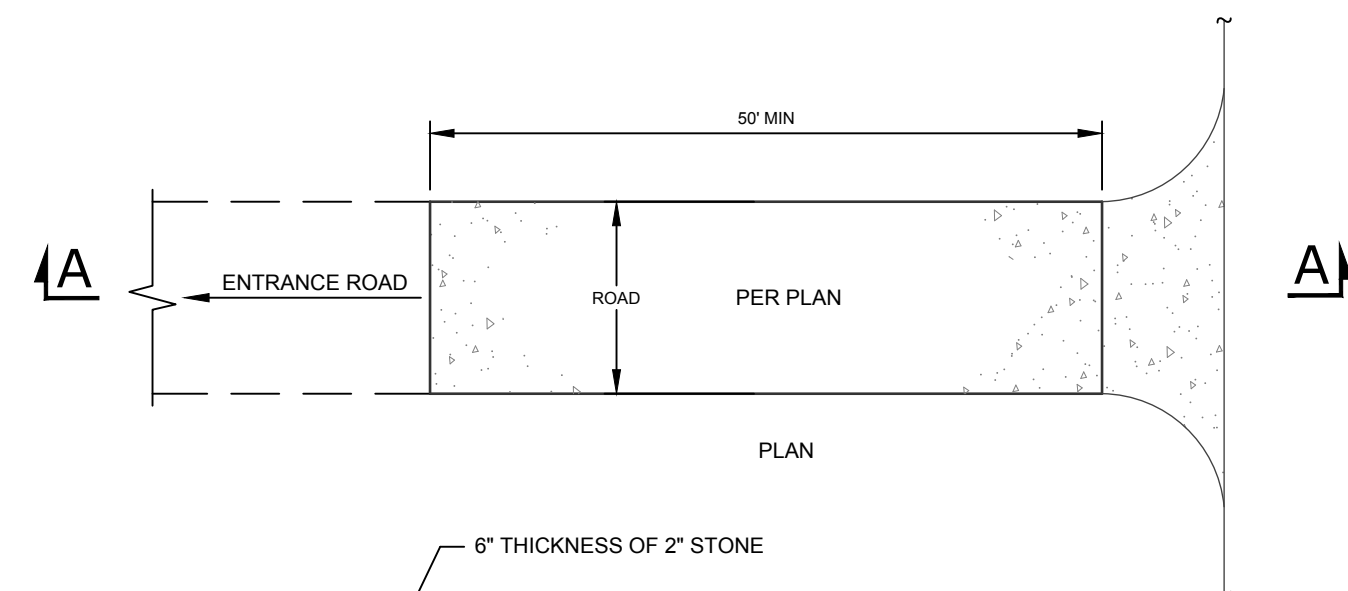 50' MIN
A
A
ENTRANCE ROAD
ROAD
PER PLAN
PLAN
6" THICKNESS OF 2" STONE